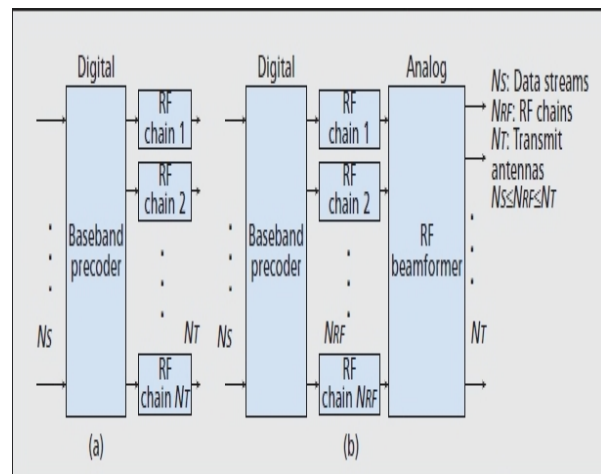 Digital
Baseband
precoder
NS
RF
chain 1
RF
chain 2
NT
RF
chain NT
(a)
Digital
Baseband
precoder
NS
RF
chain 1
RF
chain 2
NRF
RF
chain NRF
Analog
RF
beamformer
NT
(b)
NS: Data streams
NRF: RF chains
NT: Transmit
antennas
NS≤NRF≤NT